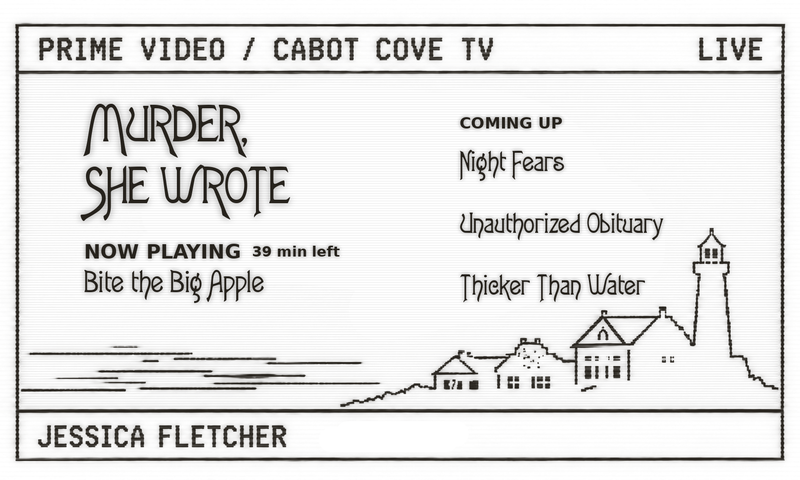 PRIME VIDEO / CABOT COVE TV LIVE
MURDER,
SHE WROTE
NOW PLAYING 39 min left
Bite the Big Apple
COMING UP
Night Fears
Unauthorized Obituary
Thicker Than Water
JESSICA FLETCHER